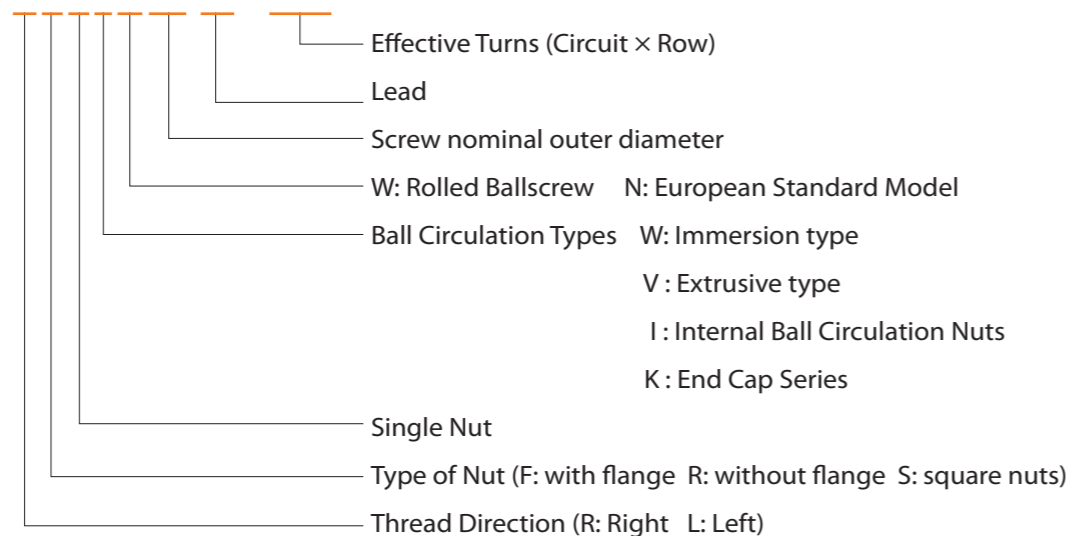 Effective Turns (Circuit × Row)
Lead
Screw nominal outer diameter
W: Rolled Ballscrew N: European Standard Model
Ball Circulation Types W: Immersion type
V : Extrusive type
I : Internal Ball Circulation Nuts
K : End Cap Series
Single Nut
Type of Nut (F: with flange R: without flange S: square nuts)
Thread Direction (R: Right L: Left)